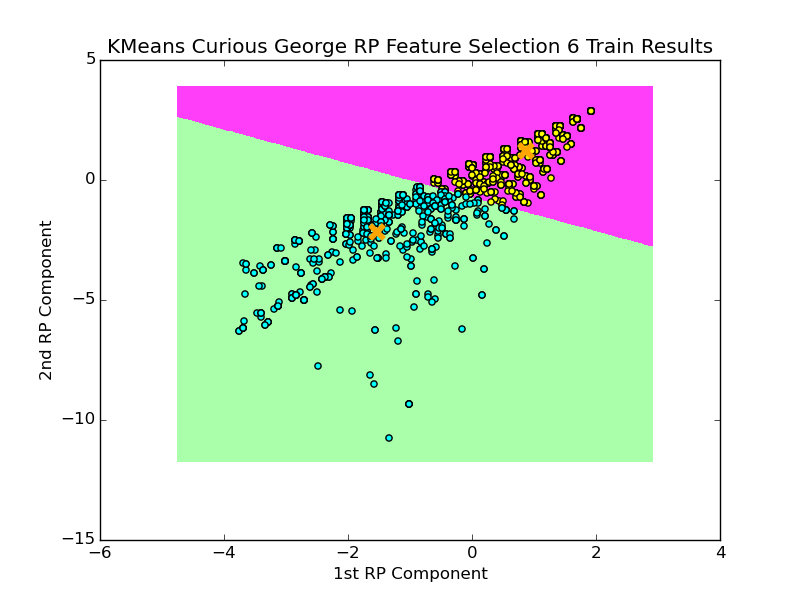 KMeans Curious George RP Feature Selection 6 Train Results
5
0
−5
−10
−15
2nd RP Component
−6 −4 −2 0 2 4
1st RP Component